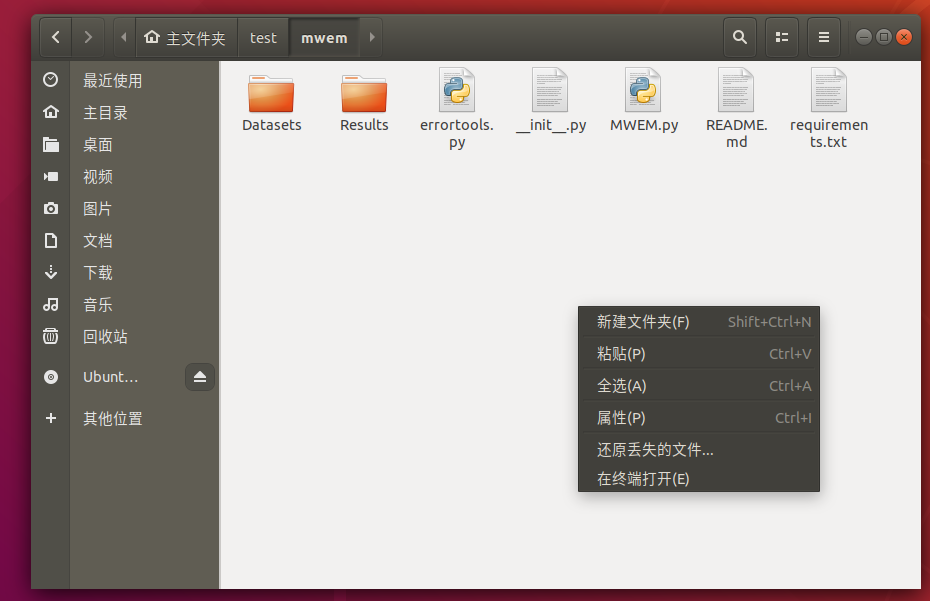 主文件夹
test
mwem
最近使用
主目录
桌面
视频
图片
文档
下载
音乐
回收站
Ubunt...
其他位置
Datasets
Results
errortools.
py
__init__.py
MWEM.py
README.
md
requiremen
ts.txt
新建文件夹(F) Shift+Ctrl+N
粘贴(P) Ctrl+V
全选(A) Ctrl+A
属性(P) Ctrl+I
还原丢失的文件...
在终端打开(E)